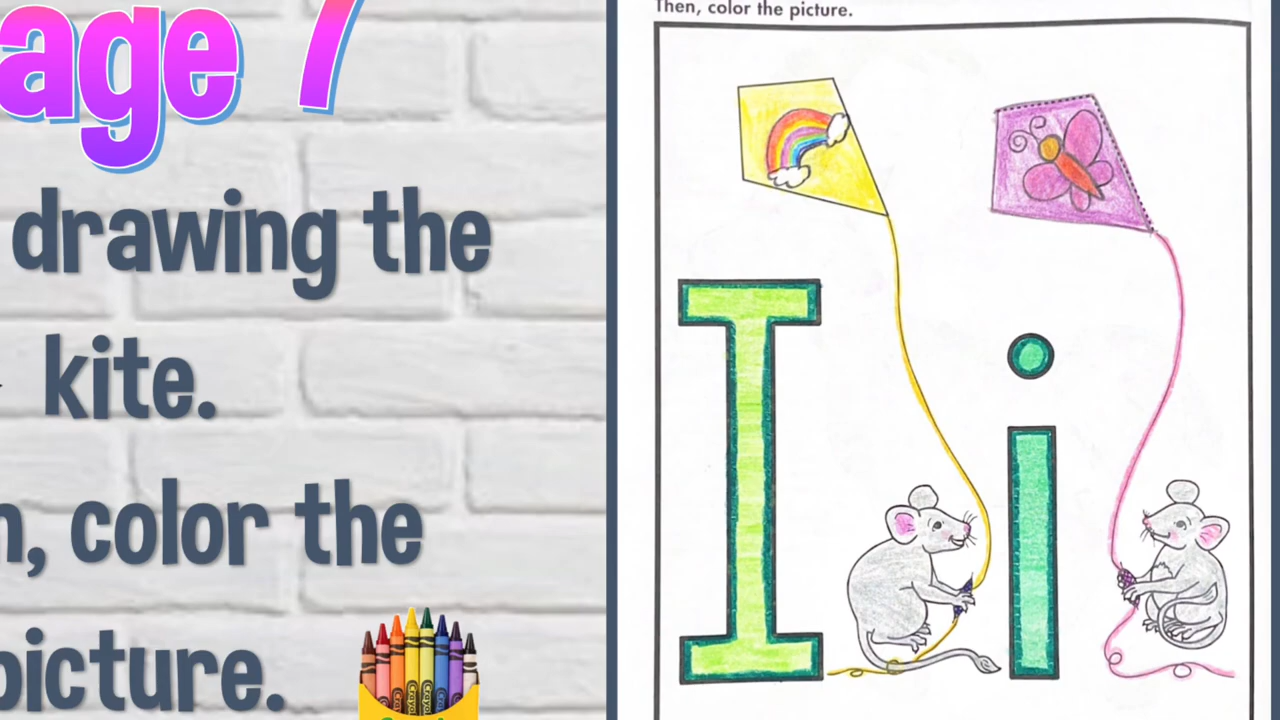 age 7
drawing the
kite.
, color the
picture.
Then, color the picture.
I i